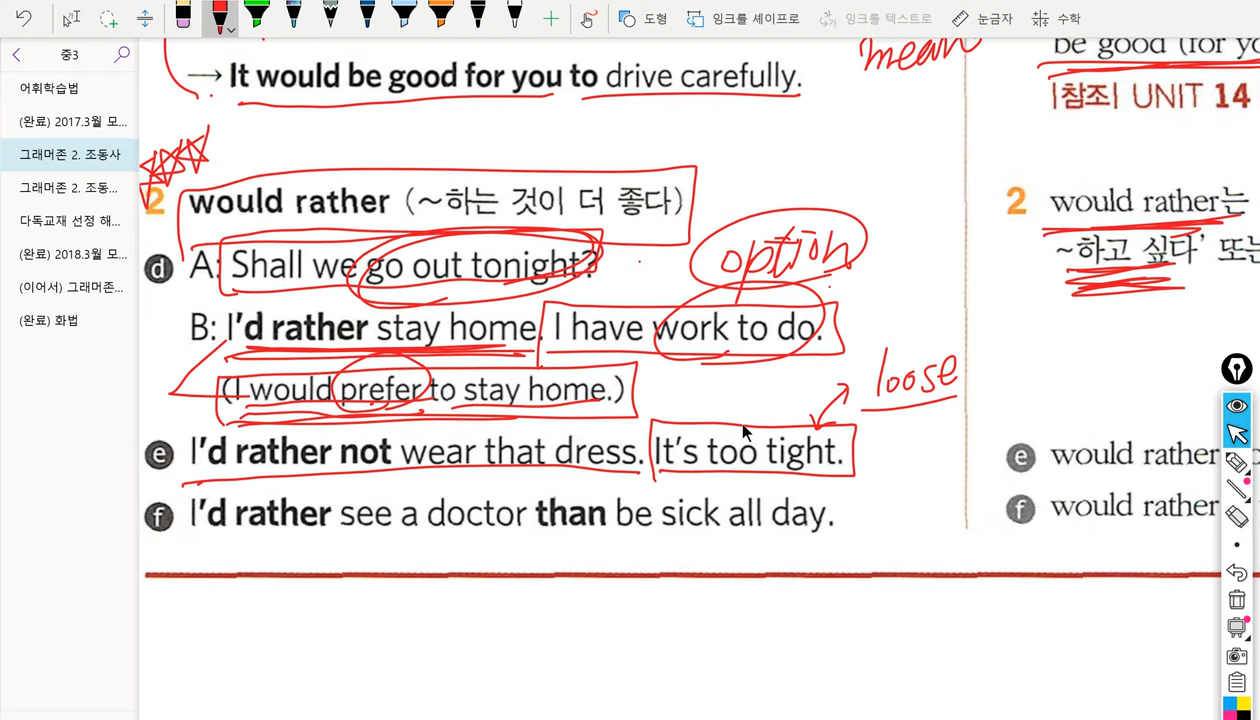 도형
잉크를 셰이프로
잉크를 텍스트로
눈금자
수학
중3
어휘학습법
(완료) 2017.3월 모...
그래머존 2. 조동사
그래머존 2. 조동...
다독교재 선정 해...
(완료) 2018.3월 모...
(이어서) 그래머존...
(완료) 화법
mean
→ It would be good for you to drive carefully.
2 would rather (~하는 것이 더 좋다)
d A: Shall we go out tonight?
option
B: I'd rather stay home. I have work to do.
(I would prefer to stay home.)
loose
e I'd rather not wear that dress. It's too tight.
f I'd rather see a doctor than be sick all day.
be good (for yo
|참조| UNIT 14
2 would rather는
~하고 싶다' 또는
e would rather
f would rather